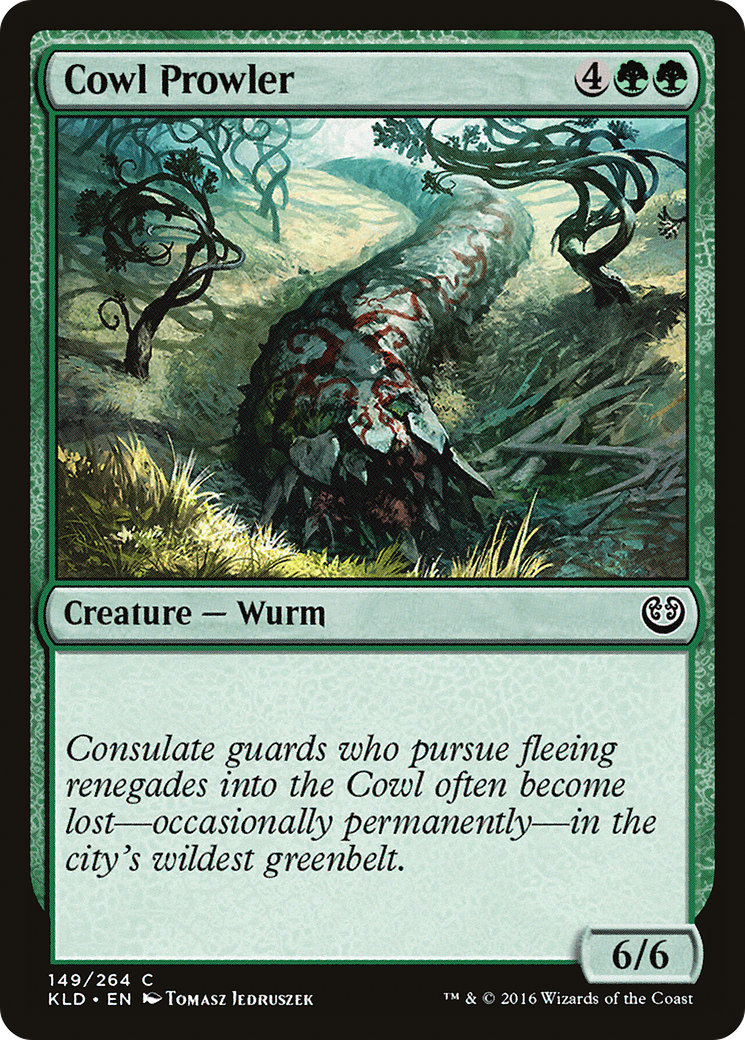 Cowl Prowler 4
Creature — Wurm
Consulate guards who pursue fleeing
renegades into the Cowl often become
lost—occasionally permanently—in the
city's wildest greenbelt.
6/6
149/264 C
KLD • EN Tomasz Jedruszek
™ & © 2016 Wizards of the Coast